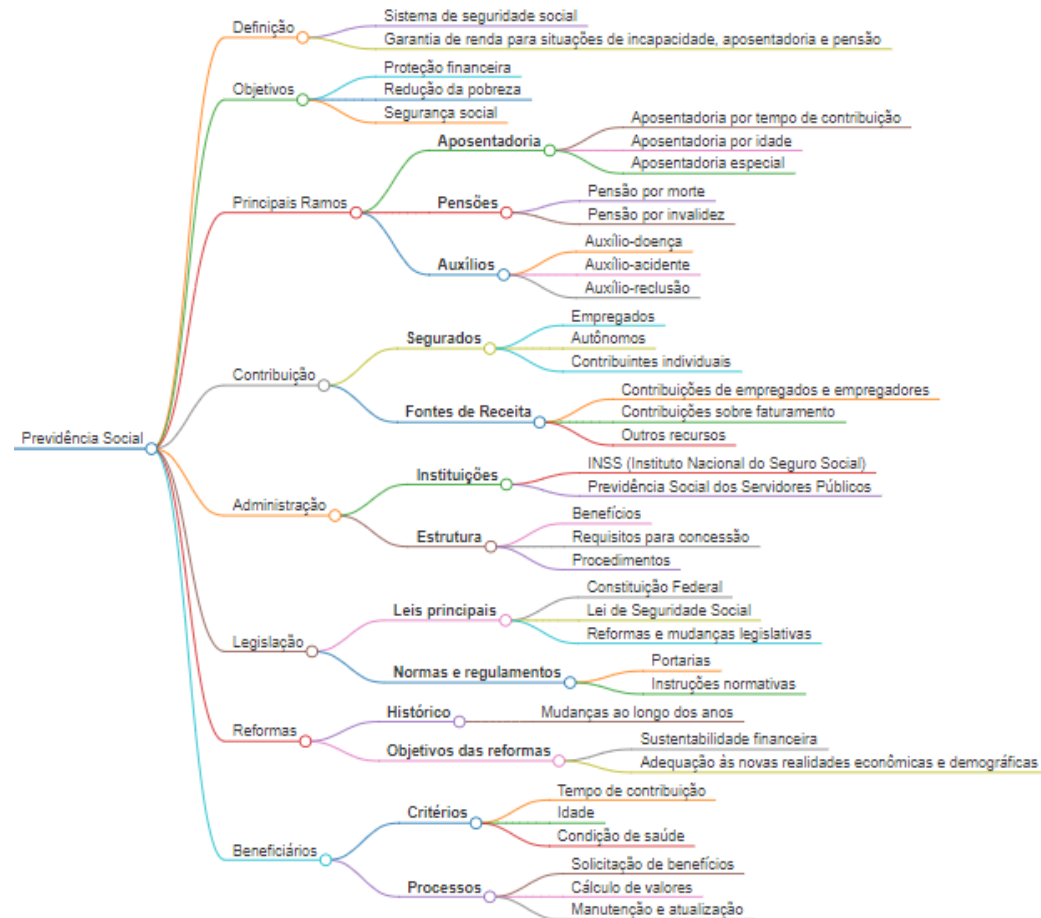 Previdência Social
Definição
Sistema de seguridade social
Garantia de renda para situações de incapacidade, aposentadoria e pensão
Objetivos
Proteção financeira
Redução da pobreza
Segurança social
Principais Ramos
Aposentadoria
Aposentadoria por tempo de contribuição
Aposentadoria por idade
Aposentadoria especial
Pensões
Pensão por morte
Pensão por invalidez
Auxílios
Auxílio-doença
Auxílio-acidente
Auxílio-reclusão
Contribuição
Segurados
Empregados
Autônomos
Contribuintes individuais
Fontes de Receita
Contribuições de empregados e empregadores
Contribuições sobre faturamento
Outros recursos
Administração
Instituições
INSS (Instituto Nacional do Seguro Social)
Previdência Social dos Servidores Públicos
Estrutura
Benefícios
Requisitos para concessão
Procedimentos
Legislação
Leis principais
Constituição Federal
Lei de Seguridade Social
Reformas e mudanças legislativas
Normas e regulamentos
Portarias
Instruções normativas
Reformas
Histórico
Mudanças ao longo dos anos
Objetivos das reformas
Sustentabilidade financeira
Adequação às novas realidades econômicas e demográficas
Beneficiários
Critérios
Tempo de contribuição
Idade
Condição de saúde
Processos
Solicitação de benefícios
Cálculo de valores
Manutenção e atualização